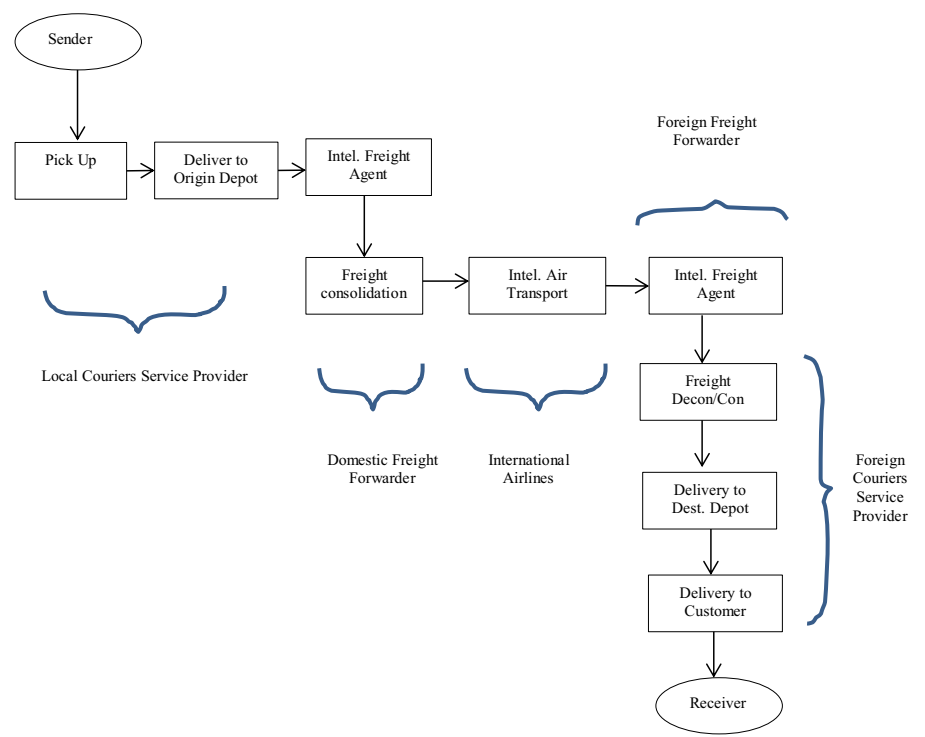 Sender
Foreign Freight
Forwarder
Pick Up
Deliver to
Origin Depot
Intel. Freight
Agent
Freight
consolidation
Intel. Air
Transport
Intel. Freight
Agent
Local Couriers Service Provider
Freight
Decon/Con
Domestic Freight
Forwarder
International
Airlines
Foreign
Couriers
Service
Provider
Delivery to
Dest. Depot
Delivery to
Customer
Receiver